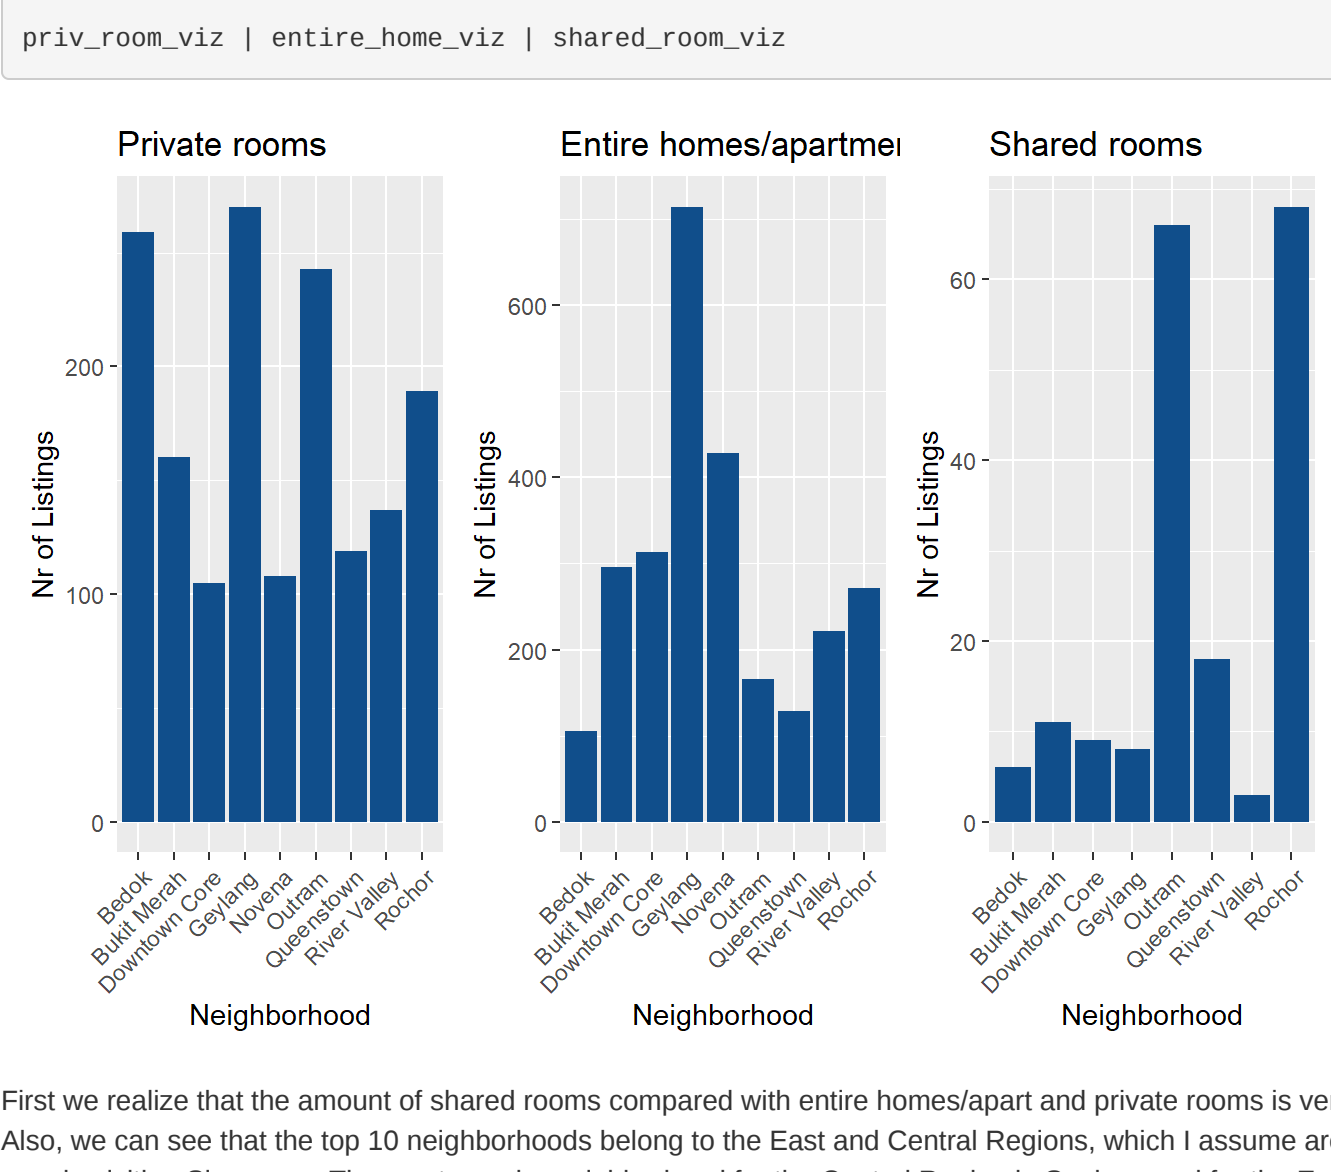 priv_room_viz | entire_home_viz | shared_room_viz
Private rooms
Nr of Listings
200
100
0
Bedok
Bukit Merah
Downtown Core
Geylang
Novena
Outram
Queenstown
River Valley
Rochor
Neighborhood
Entire homes/apartmen
Nr of Listings
600
400
200
0
Bedok
Bukit Merah
Downtown Core
Geylang
Novena
Outram
Queenstown
River Valley
Rochor
Neighborhood
Shared rooms
Nr of Listings
60
40
20
0
Bedok
Bukit Merah
Downtown Core
Geylang
Outram
Queenstown
River Valley
Rochor
Neighborhood
First we realize that the amount of shared rooms compared with entire homes/apart and private rooms is
Also, we can see that the top 10 neighborhoods belong to the East and Central Regions, which I assume